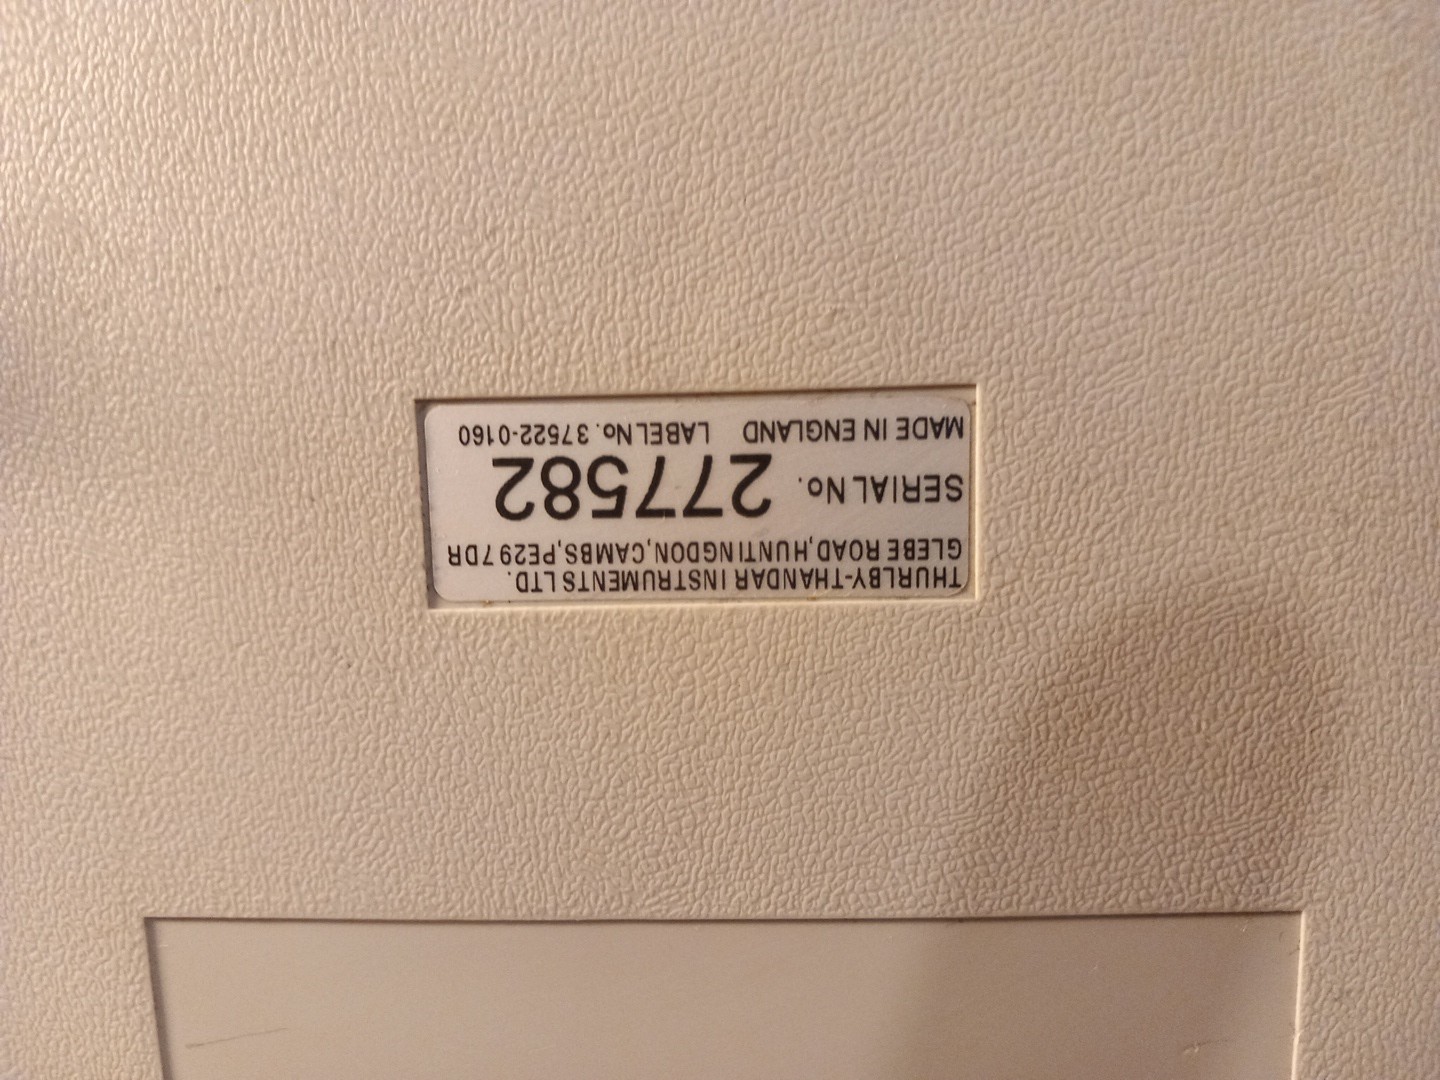 THURLBY-THANDAR INSTRUMENTS LTD.
GLEBE ROAD,HUNTINGDON,CAMBS,PE29 7DR
SERIAL No. 277582
MADE IN ENGLAND LABEL No. 37522-0160